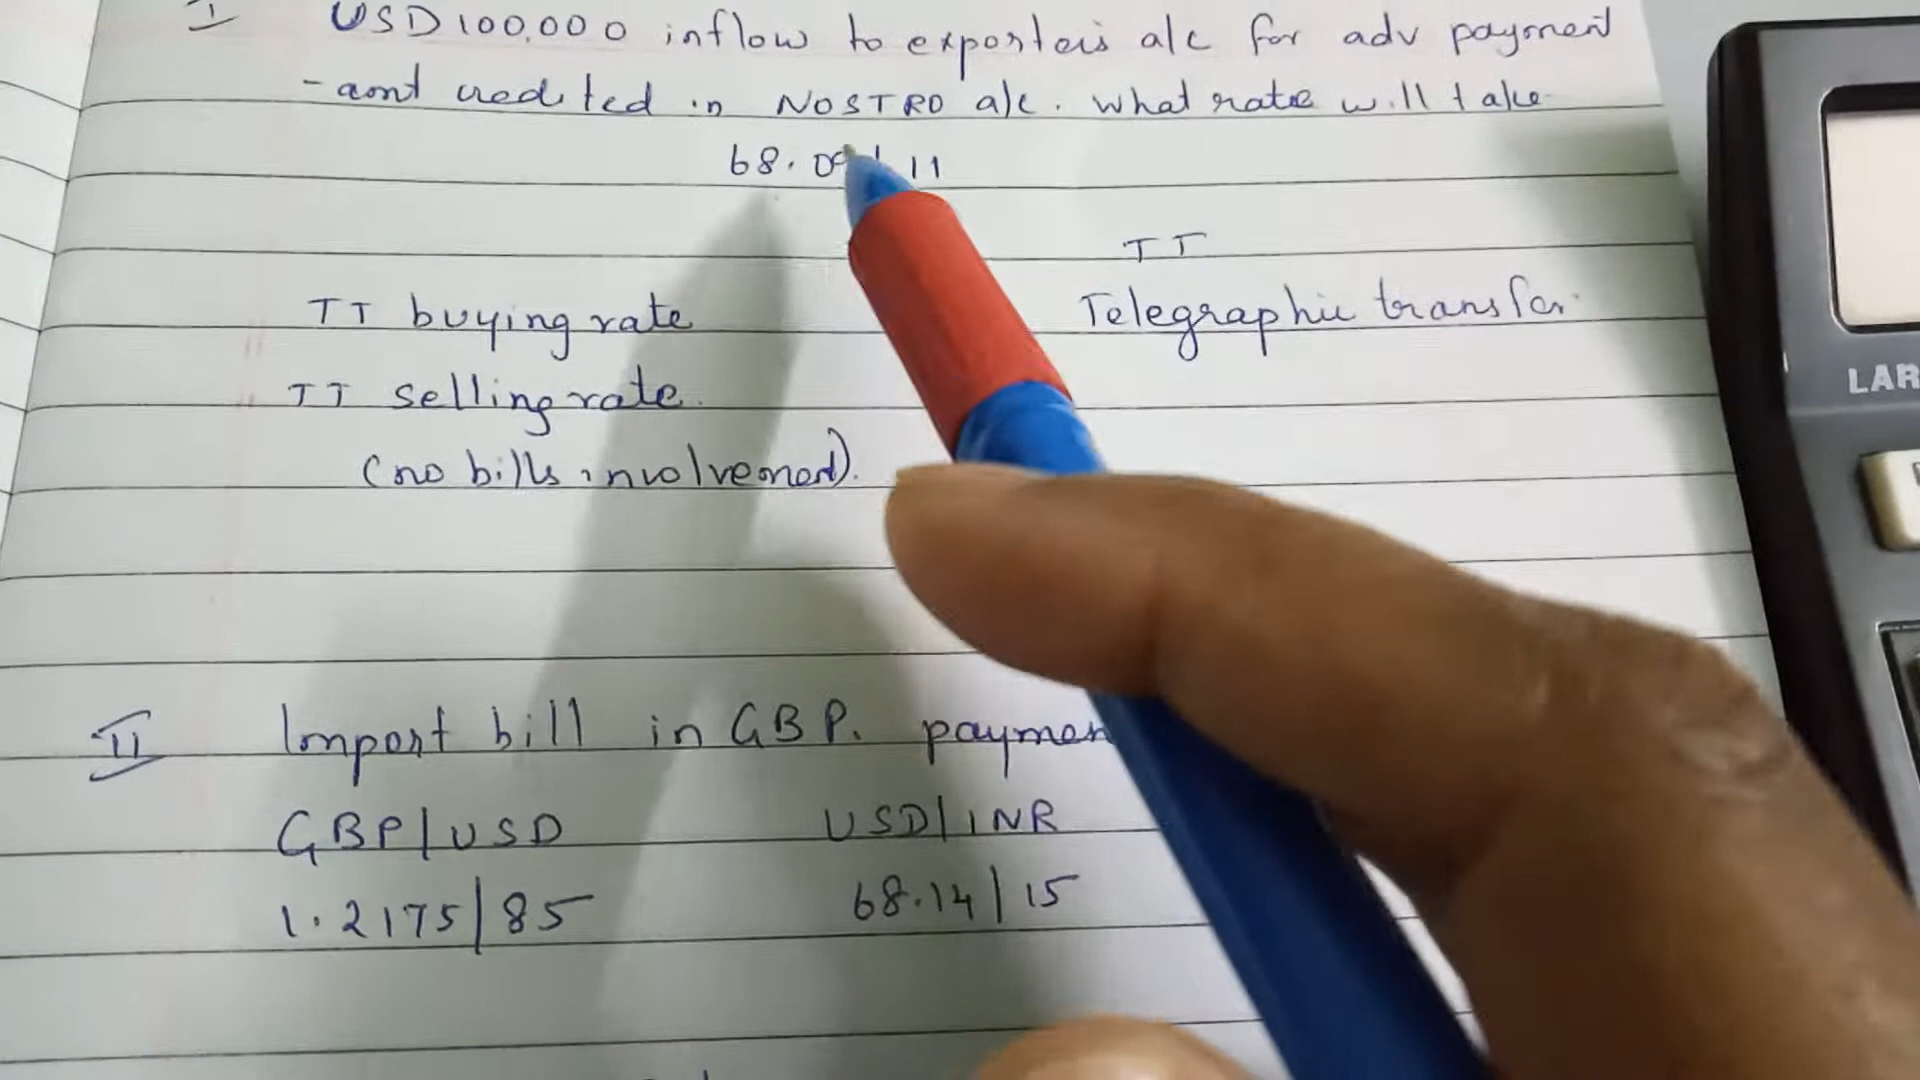 I USD 100,000 inflow to exporters a/c for adv payment
- amt credited in NOSTRO a/c. What rate will take
68. 11
TT
TT buying rate Telegraphic transfer
TT selling rate.
(no bills involvement).
II Import bill in GBP.
GBP/USD USD/INR
1.2175/85 68.14/15
LAR